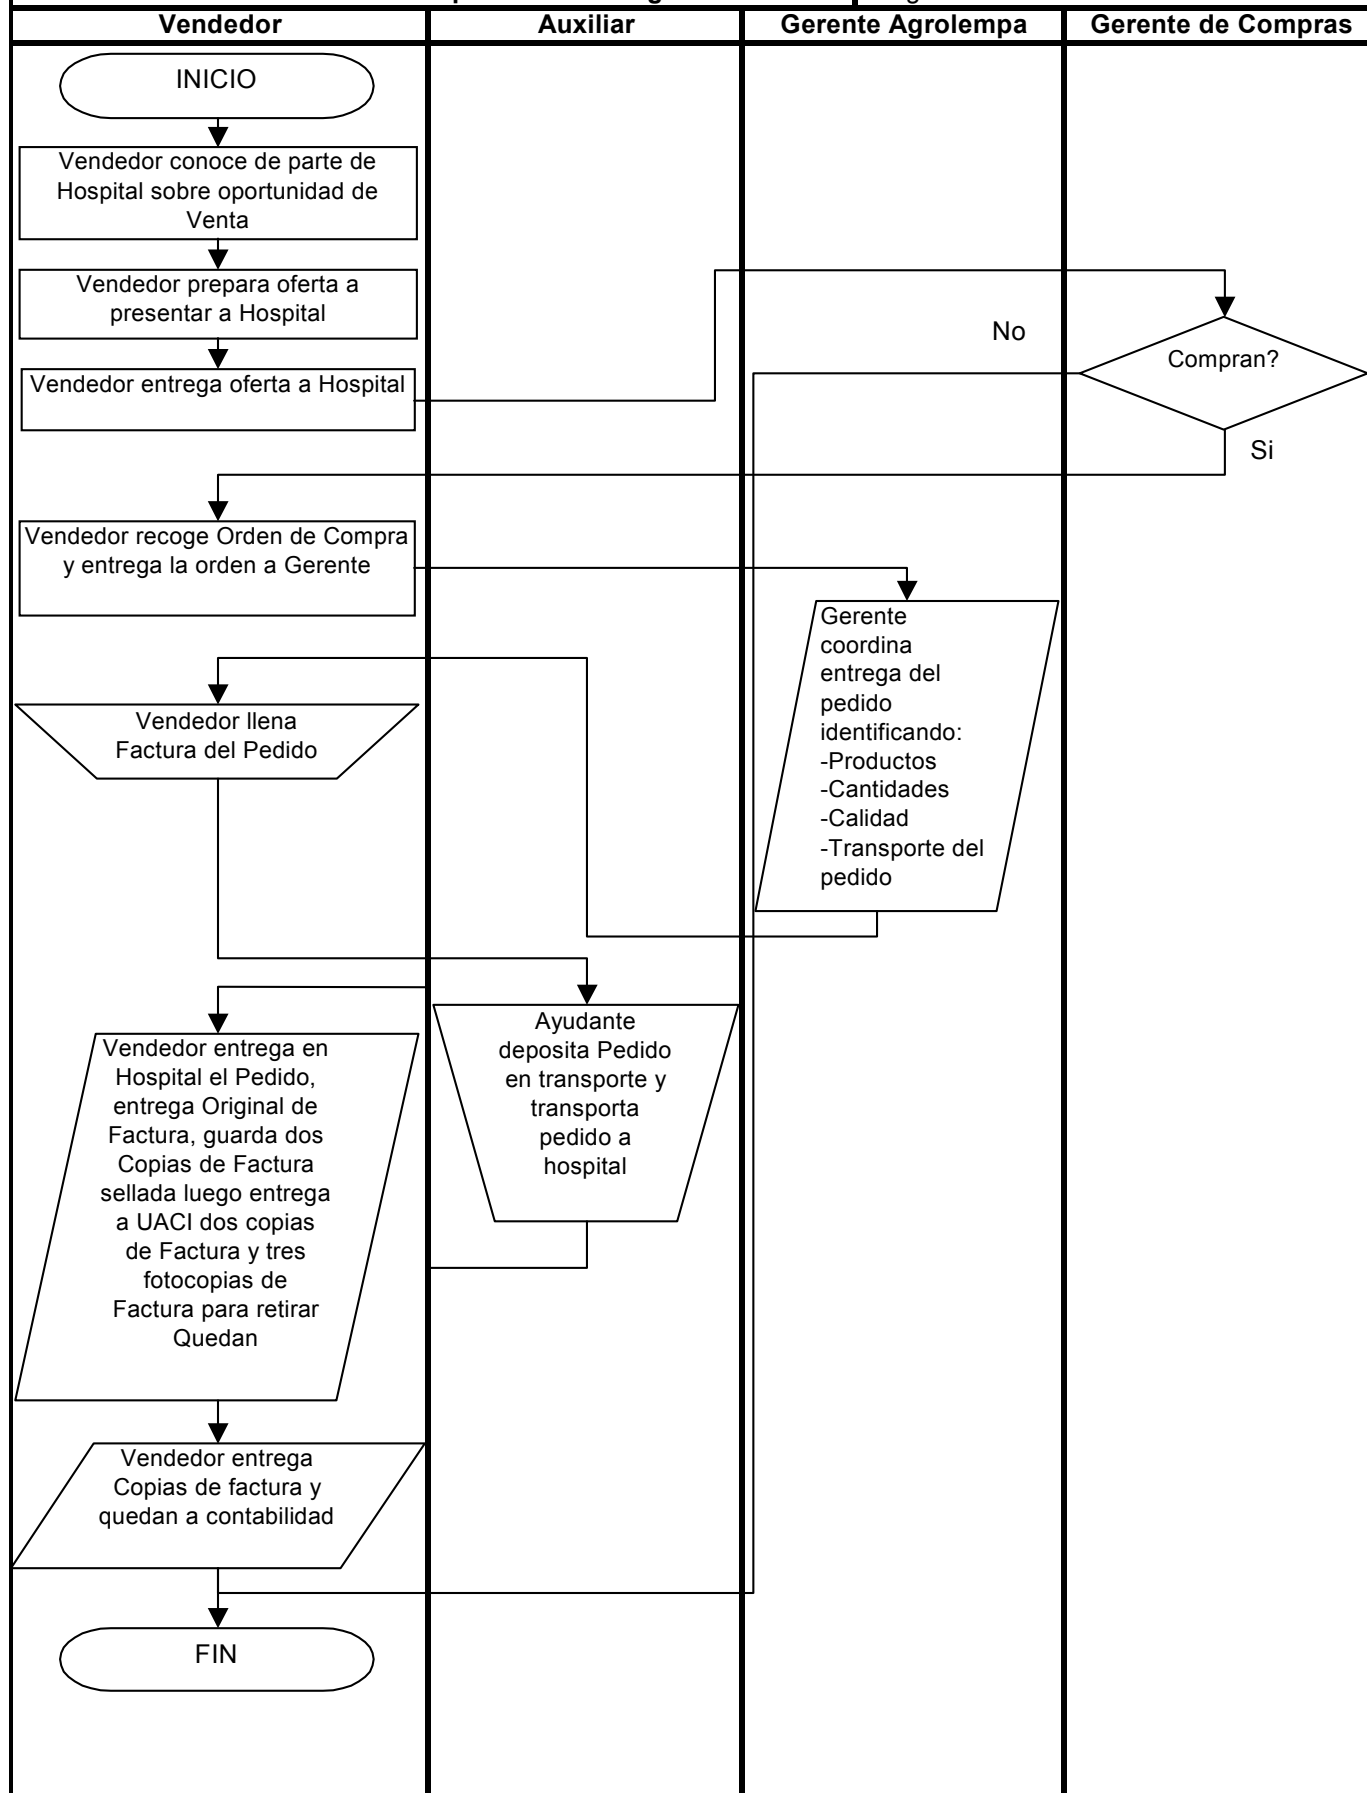 Vendedor
Auxiliar
Gerente Agrolempa
Gerente de Compras
INICIO
Vendedor conoce de parte de
Hospital sobre oportunidad de
Venta
Vendedor prepara oferta a
presentar a Hospital
Vendedor entrega oferta a Hospital
No
Compran?
Si
Vendedor recoge Orden de Compra
y entrega la orden a Gerente
Gerente
coordina
entrega del
pedido
identificando:
-Productos
-Cantidades
-Calidad
-Transporte del
pedido
Vendedor llena
Factura del Pedido
Ayudante
deposita Pedido
en transporte y
transporta
pedido a
hospital
Vendedor entrega en
Hospital el Pedido,
entrega Original de
Factura, guarda dos
Copias de Factura
sellada luego entrega
a UACI dos copias
de Factura y tres
fotocopias de
Factura para retirar
Quedan
Vendedor entrega
Copias de factura y
quedan a contabilidad
FIN